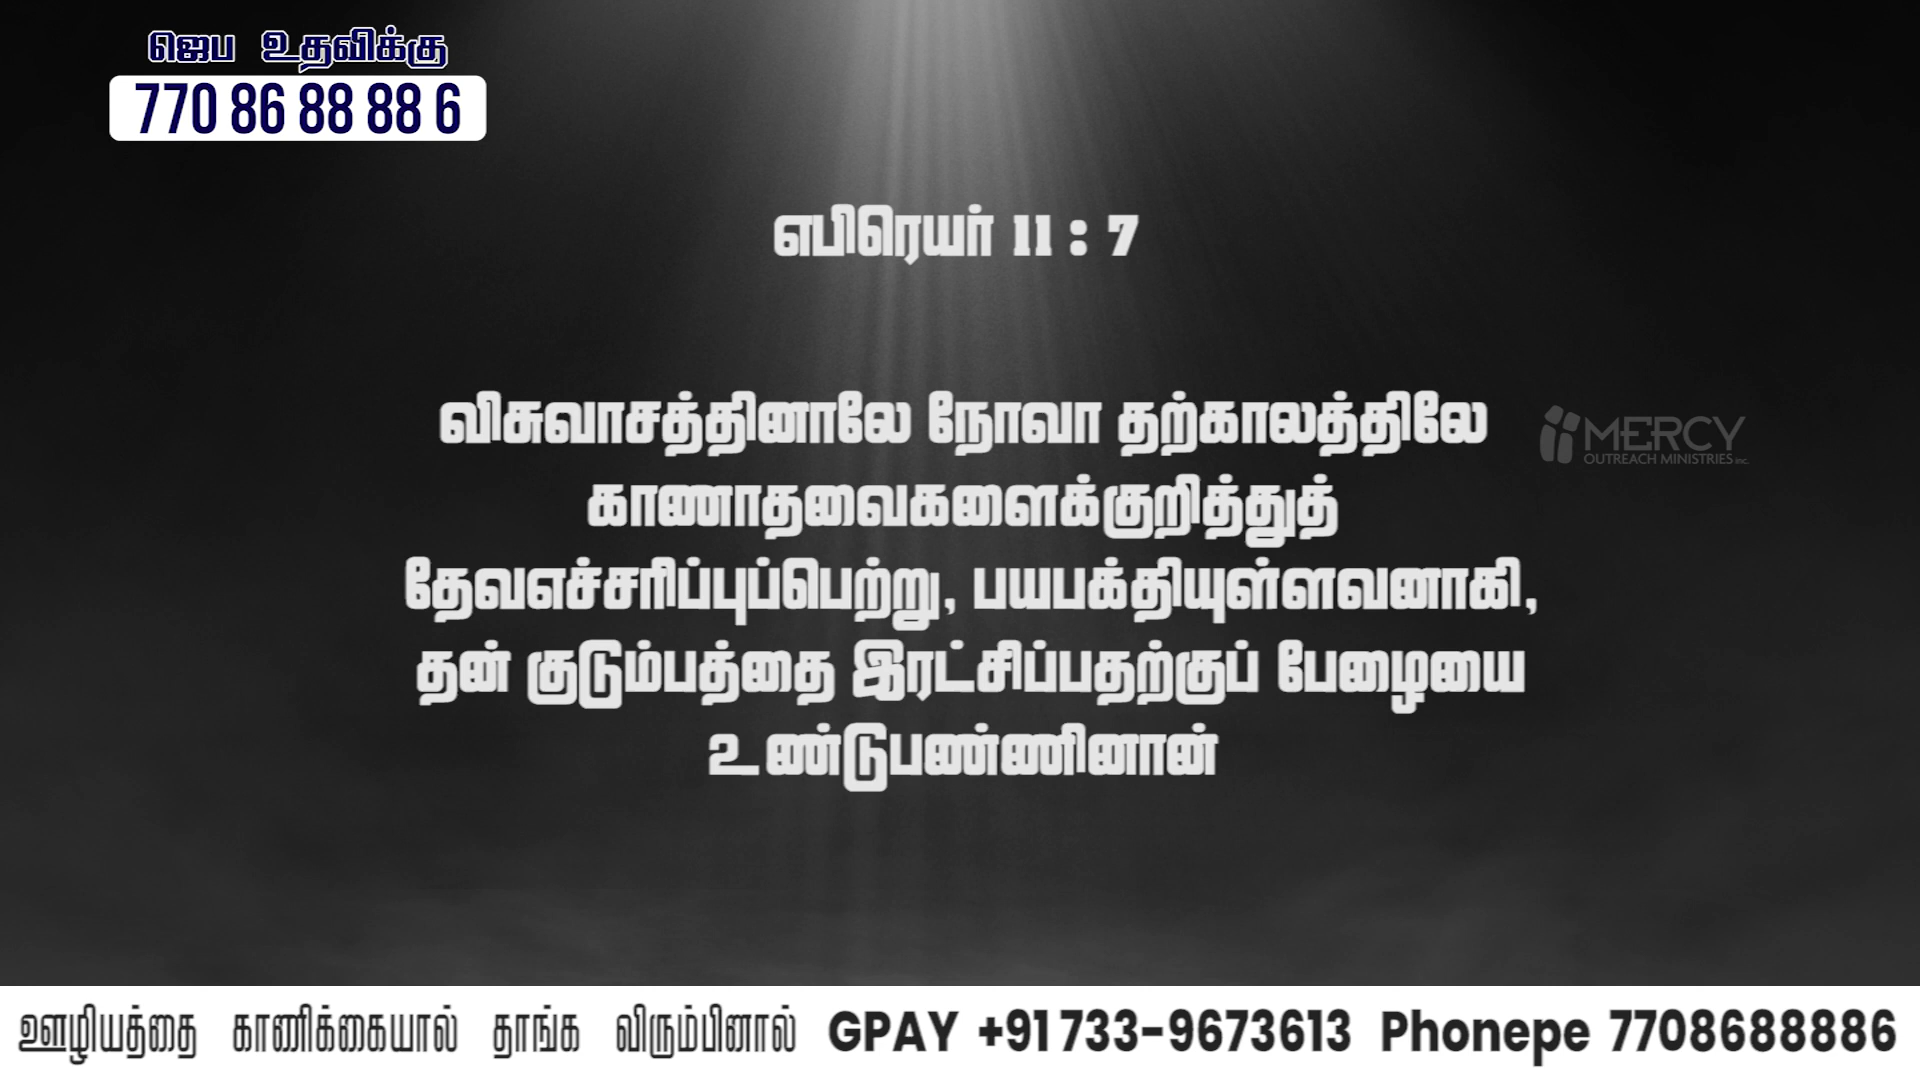 ஜெப உதவிக்கு
770 86 88 88 6
எபிரெயர் 11 : 7
விசுவாசத்தினாலே நோவா தற்காலத்திலே
காணாதவைகளைக்குறித்துத்
தேவஎச்சரிப்புப்பெற்று, பயபக்தியுள்ளவனாகி,
தன் குடும்பத்தை இரட்சிப்பதற்குப் பேழையை
உண்டுபண்ணினான்
MERCY
OUTREACH MINISTRIES inc.
ஊழியத்தை காணிக்கையால் தாங்க விரும்பினால் GPAY +91 733-9673613 Phonepe 7708688886